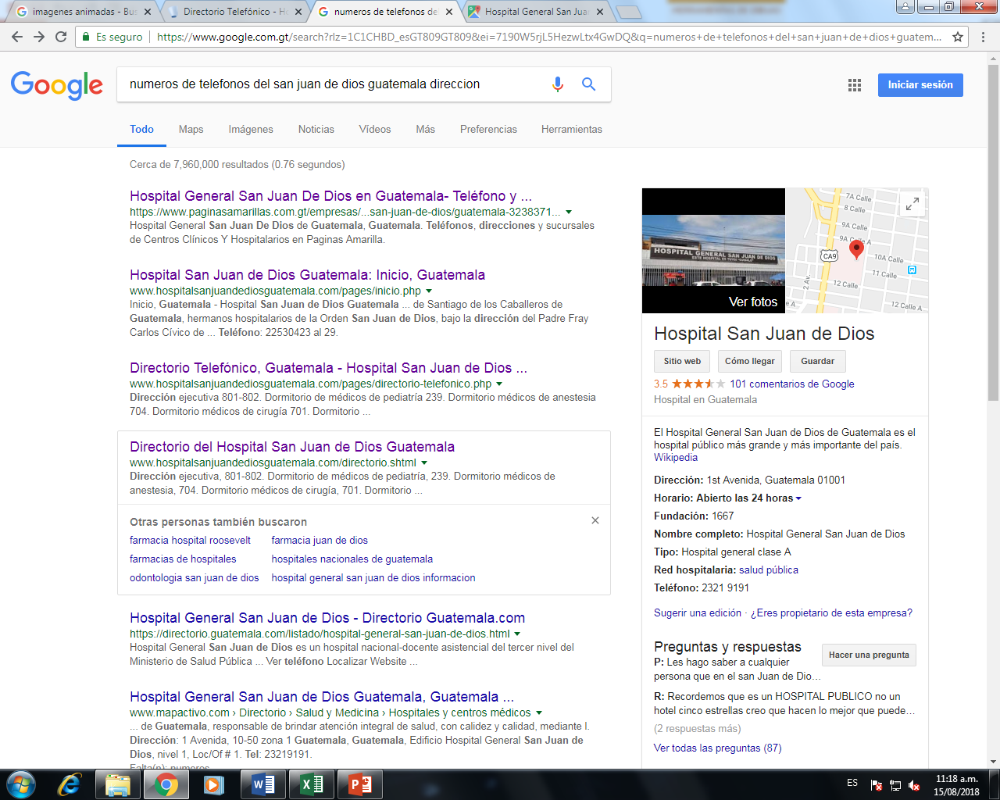 imagenes animadas - Bus
Directorio Telefónico - H
numeros de telefonos de
Hospital General San Jua
Es seguro
https://www.google.com.gt/search?rlz=1C1CHBD_esGT809GT809&ei=7190W5rjL5HezwLtx4GwDQ&q=numeros+de+telefonos+del+san+juan+de+dios+guatem...
Google
numeros de telefonos del san juan de dios guatemala direccion
Iniciar sesión
Todo Maps Imágenes Noticias Vídeos Más Preferencias Herramientas
Cerca de 7,960,000 resultados (0.76 segundos)
Hospital General San Juan De Dios en Guatemala- Teléfono y ...
https://www.paginasamarillas.com.gt/empresas/...san-juan-de-dios/guatemala-3238371...
Hospital General San Juan De Dios de Guatemala, Guatemala. Teléfonos, direcciones y sucursales
de Centros Clínicos Y Hospitalarios en Paginas Amarilla.
Hospital San Juan de Dios Guatemala: Inicio, Guatemala
www.hospitalsanjuandediosguatemala.com/pages/inicio.php
Inicio, Guatemala - Hospital San Juan de Dios Guatemala ... de Santiago de los Caballeros de
Guatemala, hermanos hospitalarios de la Orden San Juan de Dios, bajo la dirección del Padre Fray
Carlos Cívico de ... Teléfono: 22530423 al 29.
Directorio Telefónico, Guatemala - Hospital San Juan de Dios ...
www.hospitalsanjuandediosguatemala.com/pages/directorio-telefonico.php
Dirección ejecutiva 801-802. Dormitorio de médicos de pediatría 239. Dormitorio médicos de anestesia
704. Dormitorio médicos de cirugía 701. Dormitorio ...
Directorio del Hospital San Juan de Dios Guatemala
www.hospitalsanjuandediosguatemala.com/directorio.shtml
Dirección ejecutiva, 801-802. Dormitorio de médicos de pediatría, 239. Dormitorio médicos de
anestesia, 704. Dormitorio médicos de cirugía, 701. Dormitorio ...
Otras personas también buscaron
farmacia hospital roosevelt farmacia juan de dios
farmacias de hospitales hospitales nacionales de guatemala
odontologia san juan de dios hospital general san juan de dios informacion
Hospital General San Juan de Dios - Directorio Guatemala.com
https://directorio.guatemala.com/listado/hospital-general-san-juan-de-dios.html
Hospital General San Juan de Dios es un hospital nacional-docente asistencial del tercer nivel del
Ministerio de Salud Pública ... Ver teléfono Localizar Website ...
Hospital General San Juan de Dios Guatemala, Guatemala ...
www.mapactivo.com › Directorio › Salud y Medicina › Hospitales y centros médicos
... de Guatemala, responsable de brindar atención integral de salud, con calidez y calidad, mediante l.
Dirección: 1 Avenida, 10-50 zona 1 Guatemala, Guatemala, Edificio Hospital General San Juan de
Dios, nivel 1, Loc/Of # 1. Tel: 23219191.
Falta(n): numeros
HOSPITAL GENERAL SAN JUAN DE DIOS
Ver fotos
7A Calle
8 Calle
9A Calle
9A C
CA9
10A Calle
11 Calle
2 Av.
12 Calle
12 Calle A
12 Calle A
Hospital San Juan de Dios
Sitio web Cómo llegar Guardar
3.5 101 comentarios de Google
Hospital en Guatemala
El Hospital General San Juan de Dios de Guatemala es el
hospital público más grande y más importante del país.
Wikipedia
Dirección: 1st Avenida, Guatemala 01001
Horario: Abierto las 24 horas
Fundación: 1667
Nombre completo: Hospital General San Juan de Dios
Tipo: Hospital general clase A
Red hospitalaria: salud pública
Teléfono: 2321 9191
Sugerir una edición · ¿Eres propietario de esta empresa?
Preguntas y respuestas
Hacer una pregunta
P: Les hago saber a cualquier
persona que en el san Juan de Dio...
R: Recordemos que es un HOSPITAL PUBLICO no un
hotel cinco estrellas creo que hacen lo mejor que puede...
(2 respuestas más)
Ver todas las preguntas (87)
ES
11:18 a.m.
15/08/2018